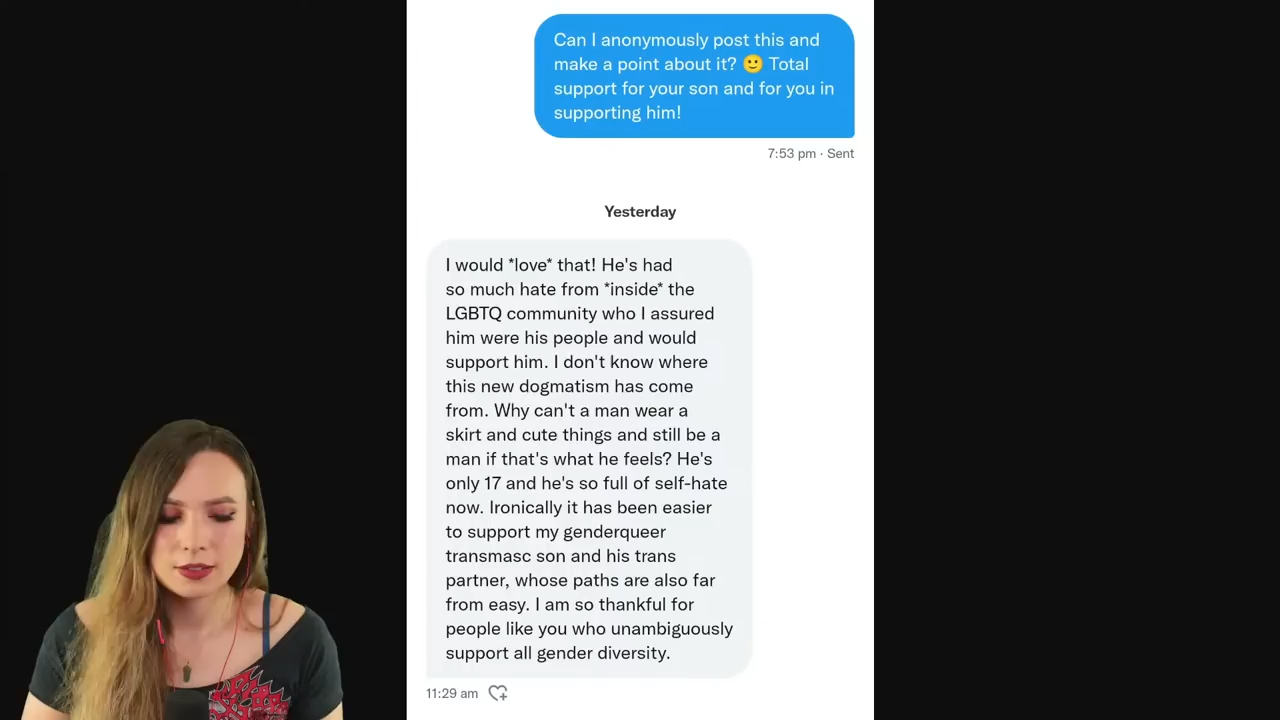 Can I anonymously post this and
make a point about it? 🙂 Total
support for your son and for you in
supporting him!
7:53 pm · Sent
Yesterday
I would *love* that! He's had
so much hate from *inside* the
LGBTQ community who I assured
him were his people and would
support him. I don't know where
this new dogmatism has come
from. Why can't a man wear a
skirt and cute things and still be a
man if that's what he feels? He's
only 17 and he's so full of self-hate
now. Ironically it has been easier
to support my genderqueer
transmasc son and his trans
partner, whose paths are also far
from easy. I am so thankful for
people like you who unambiguously
support all gender diversity.
11:29 am